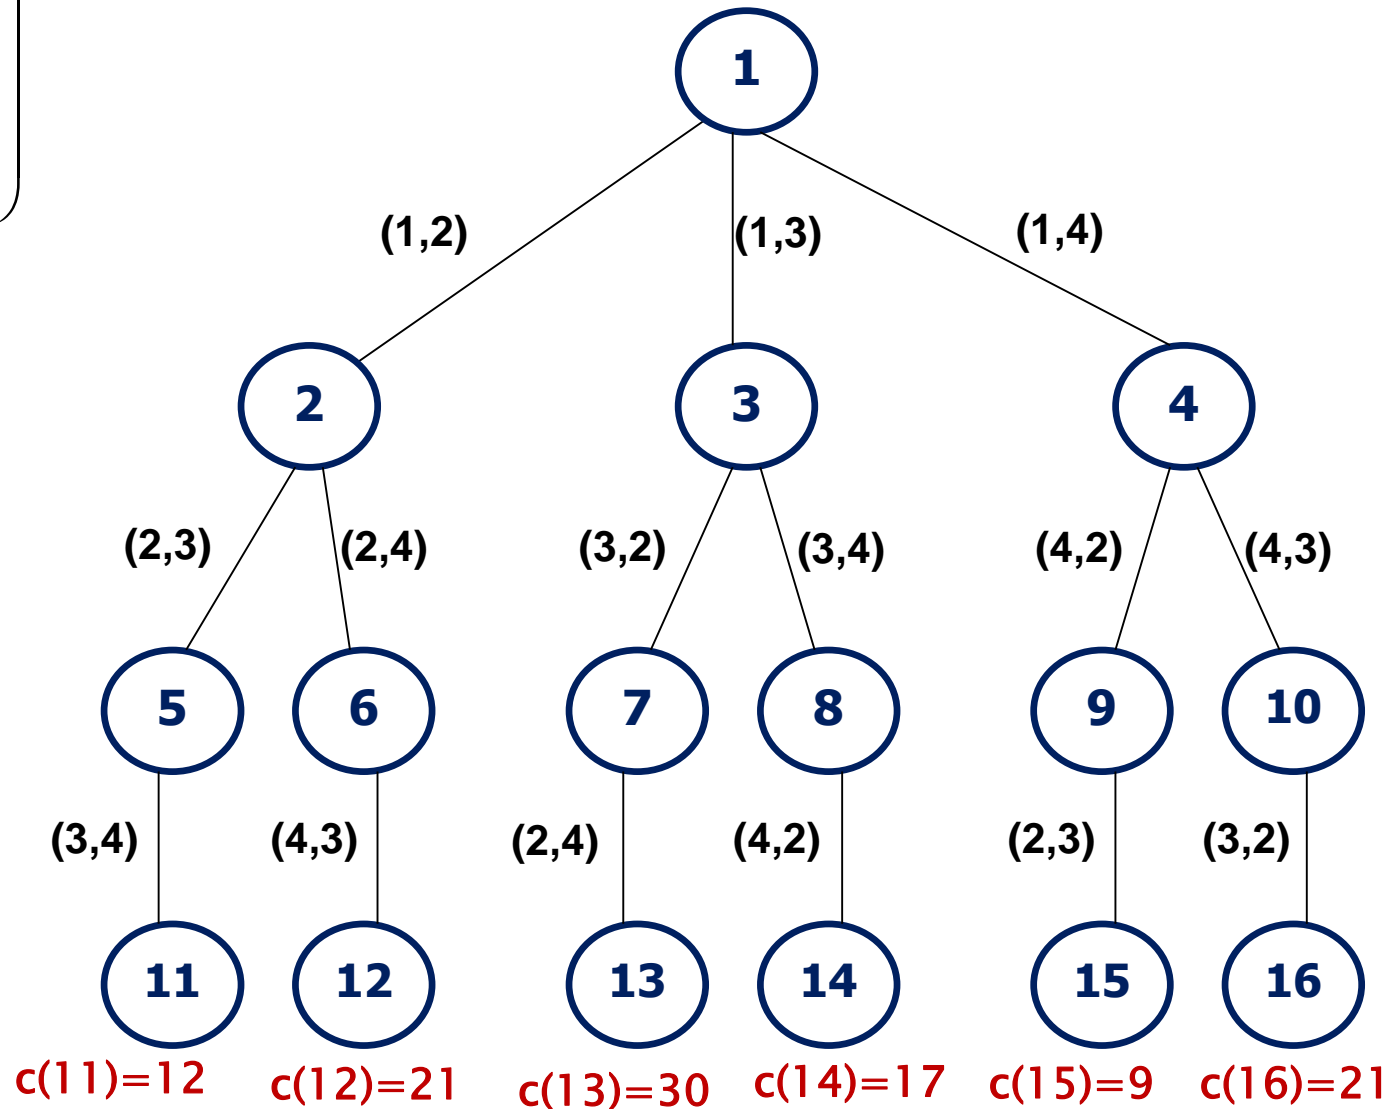 1
(1,2) (1,3) (1,4)
2 3 4
(2,3) (2,4) (3,2) (3,4) (4,2) (4,3)
5 6 7 8 9 10
(3,4) (4,3) (2,4) (4,2) (2,3) (3,2)
11 12 13 14 15 16
c(11)=12 c(12)=21 c(13)=30 c(14)=17 c(15)=9 c(16)=21